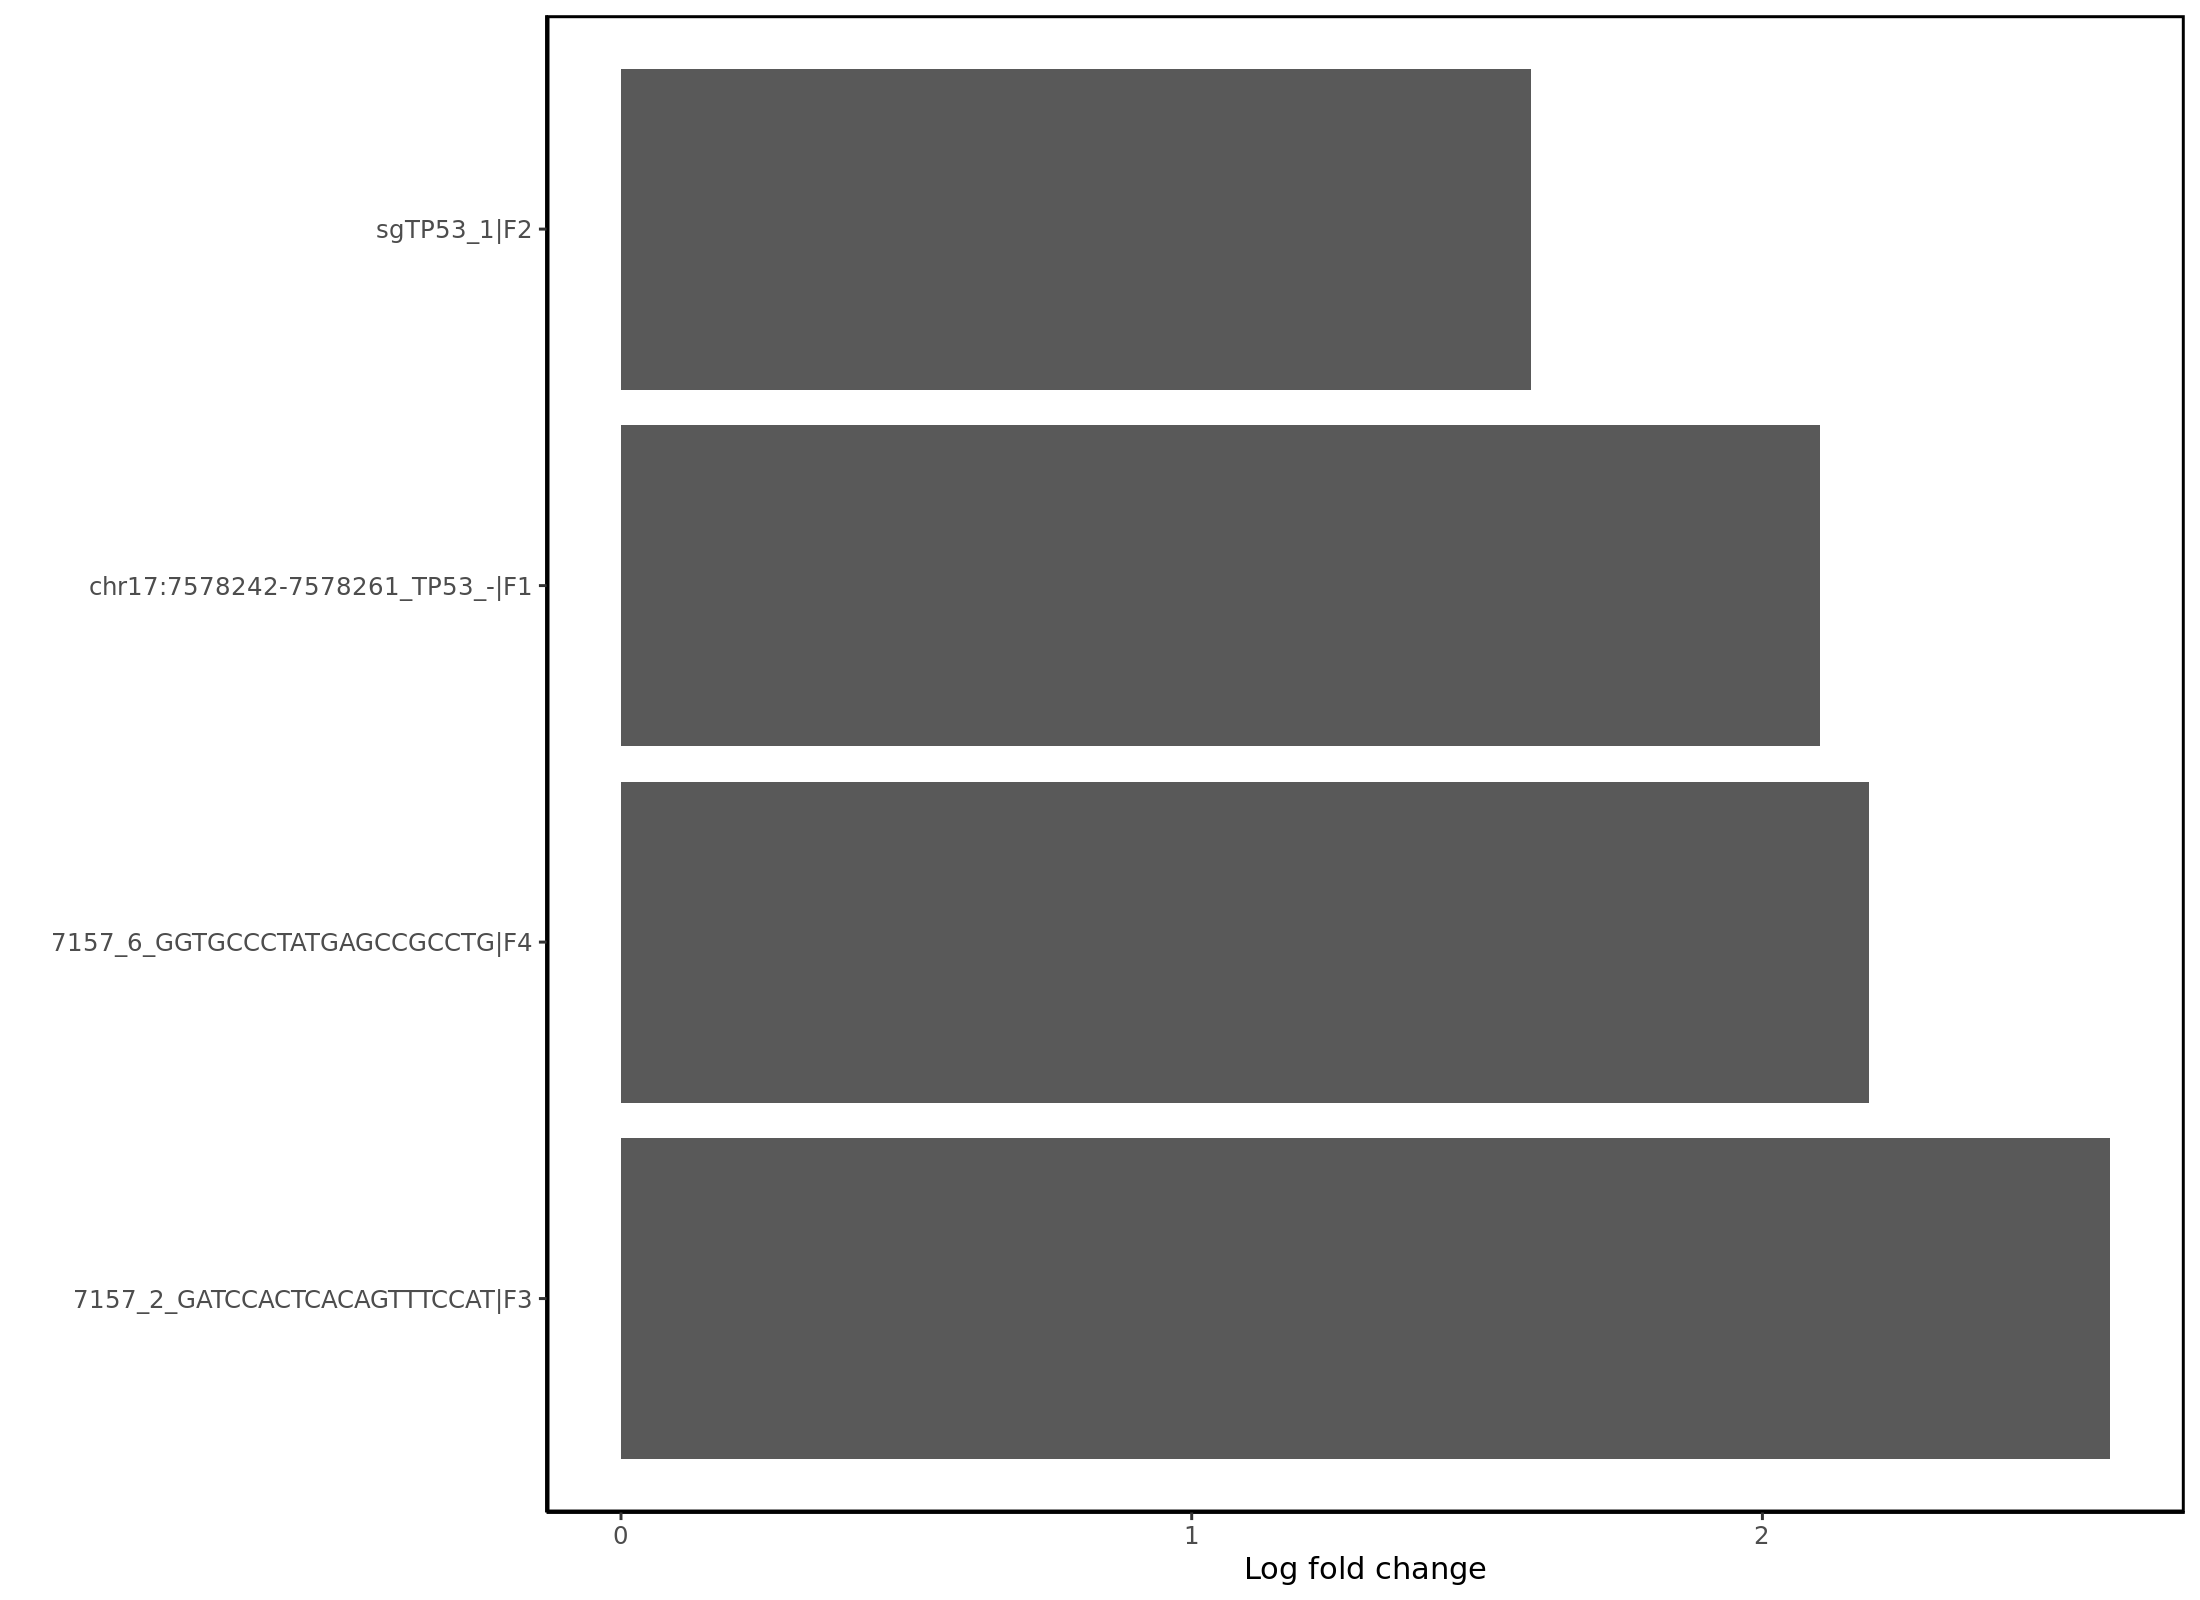 sgTP53_1|F2
chr17:7578242-7578261_TP53_-|F1
7157_6_GGTGCCCTATGAGCCGCCTG|F4
7157_2_GATCCACTCACAGTTTCCAT|F3
0 1 2
Log fold change